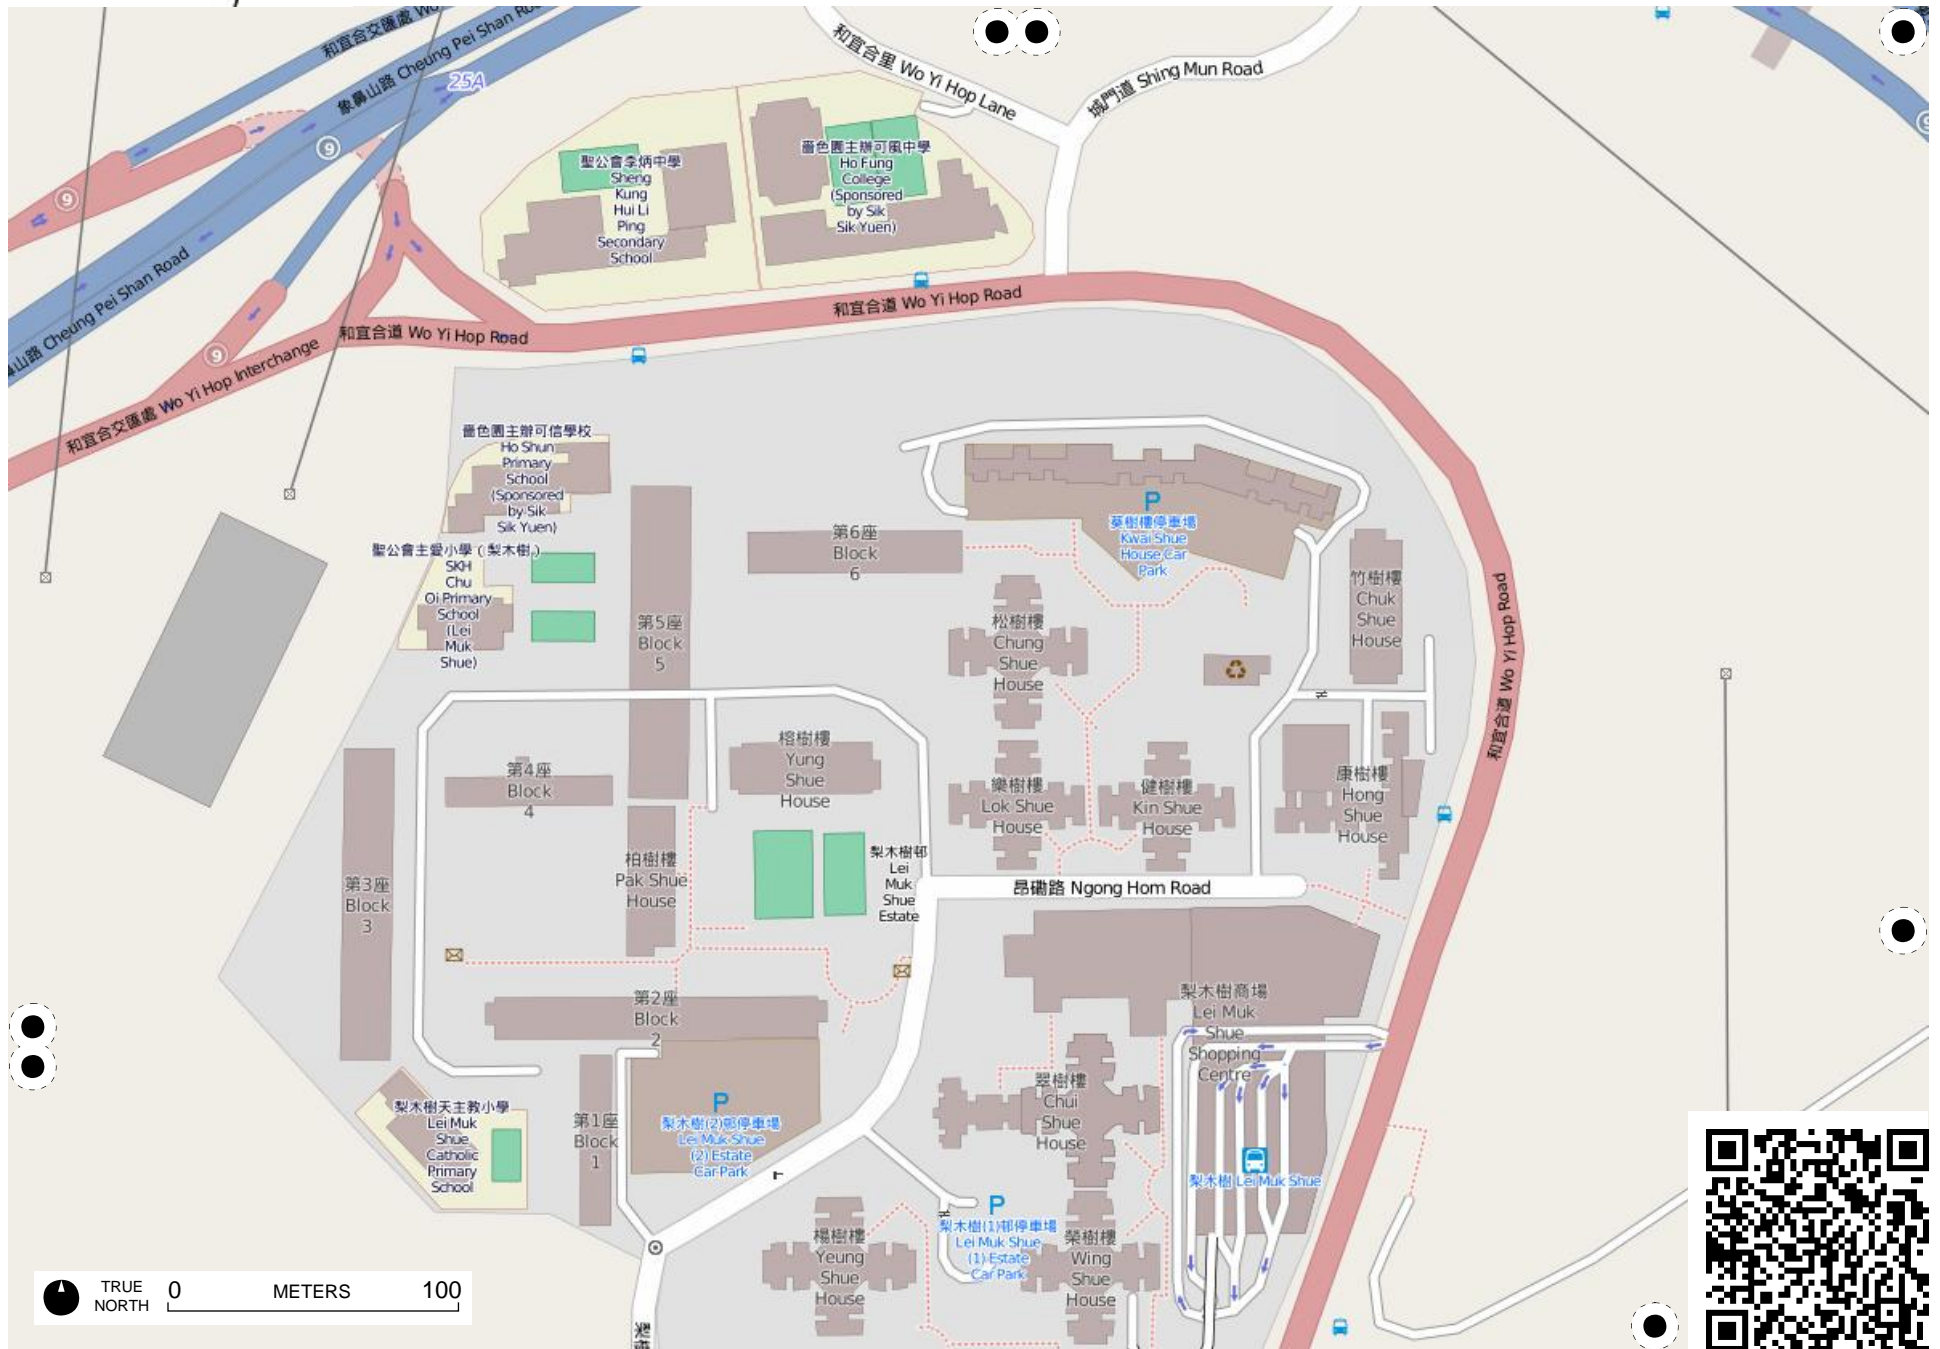 和宜合交匯處 Wo
象鼻山路 Cheung Pei Shan Roa
25A
9
9
9
和宜合里 Wo Yi Hop Lane
城門道 Shing Mun Road
聖公會李炳中學
Sheng
Kung
Hui Li
Ping
Secondary
School
嗇色園主辦可風中學
Ho Fung
College
(Sponsored
by Sik
Sik Yuen)
山路 Cheung Pei Shan Road
和宜合交匯處 Wo Yi Hop Interchange
和宜合道 Wo Yi Hop Road
和宜合道 Wo Yi Hop Road
嗇色園主辦可信學校
Ho Shun
Primary
School
(Sponsored
by Sik
Sik Yuen)
聖公會主愛小學 ( 梨木樹 )
SKH
Chu
Oi Primary
School
(Lei
Muk
Shue)
第5座
Block
5
第6座
Block
6
P
葵樹樓停車場
Kwai Shue
House Car
Park
竹樹樓
Chuk
Shue
House
松樹樓
Chung
Shue
House
和宜合道 Wo Yi Hop Road
第4座
Block
4
榕樹樓
Yung
Shue
House
樂樹樓
Lok Shue
House
健樹樓
Kin Shue
House
康樹樓
Hong
Shue
House
第3座
Block
3
柏樹樓
Pak Shue
House
梨木樹邨
Lei
Muk
Shue
Estate
昂磡路 Ngong Hom Road
第2座
Block
2
梨木樹商場
Lei Muk
Shue
Shopping
Centre
梨木樹天主教小學
Lei Muk
Shue
Catholic
Primary
School
第1座
Block
1
P
梨木樹(2)邨停車場
Lei Muk Shue
(2) Estate
Car Park
翠樹樓
Chui
Shue
House
梨木樹 Lei Muk Shue
P
梨木樹(1)邨停車場
Lei Muk Shue
(1) Estate
Car Park
楊樹樓
Yeung
Shue
House
榮樹樓
Wing
Shue
House
TRUE
NORTH
0 METERS 100